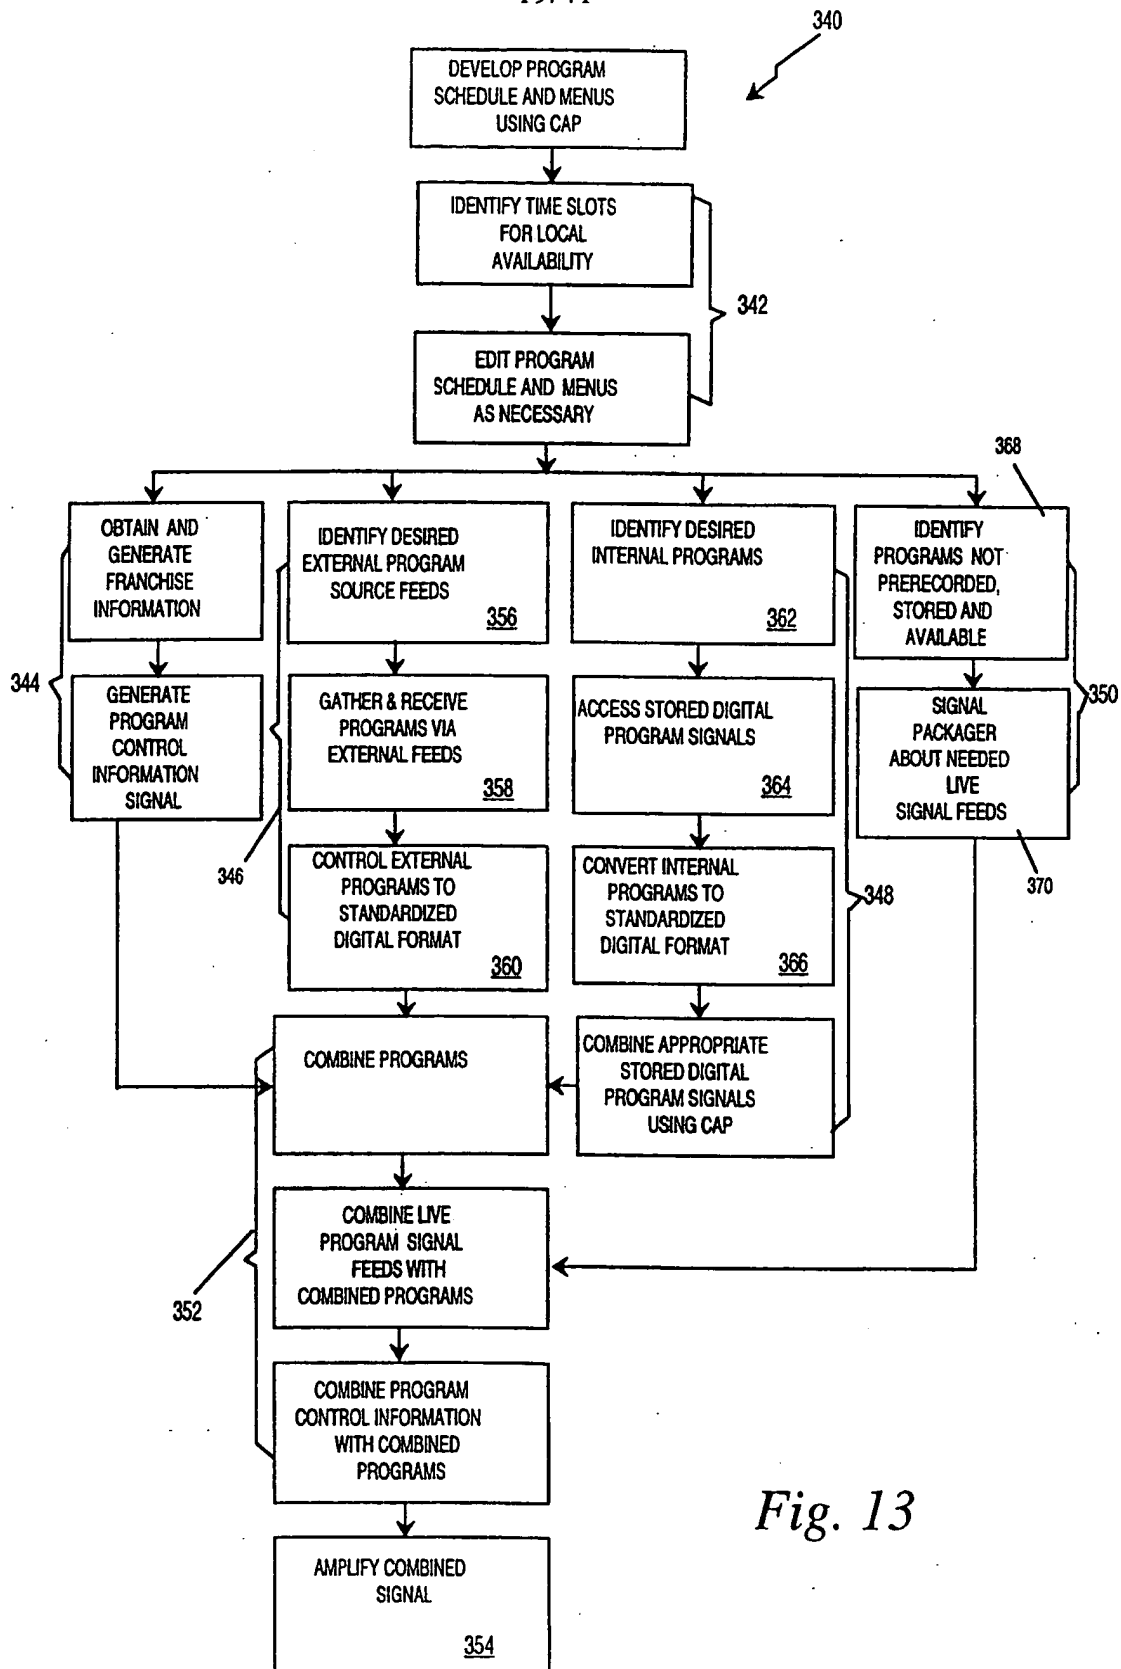 340
DEVELOP PROGRAM
SCHEDULE AND MENUS
USING CAP
IDENTIFY TIME SLOTS
FOR LOCAL
AVAILABILITY
342
EDIT PROGRAM
SCHEDULE AND MENUS
AS NECESSARY
368
OBTAIN AND
GENERATE
FRANCHISE
INFORMATION
IDENTIFY DESIRED
EXTERNAL PROGRAM
SOURCE FEEDS
356
IDENTIFY DESIRED
INTERNAL PROGRAMS
362
IDENTIFY
PROGRAMS NOT
PRERECORDED,
STORED AND
AVAILABLE
344
350
GENERATE
PROGRAM
CONTROL
INFORMATION
SIGNAL
GATHER & RECEIVE
PROGRAMS VIA
EXTERNAL FEEDS
358
ACCESS STORED DIGITAL
PROGRAM SIGNALS
364
SIGNAL
PACKAGER
ABOUT NEEDED
LIVE
SIGNAL FEEDS
346
CONTROL EXTERNAL
PROGRAMS TO
STANDARDIZED
DIGITAL FORMAT
360
CONVERT INTERNAL
PROGRAMS TO
STANDARDIZED
DIGITAL FORMAT
366
348
370
COMBINE PROGRAMS
COMBINE APPROPRIATE
STORED DIGITAL
PROGRAM SIGNALS
USING CAP
COMBINE LIVE
PROGRAM SIGNAL
FEEDS WITH
COMBINED PROGRAMS
352
COMBINE PROGRAM
CONTROL INFORMATION
WITH COMBINED
PROGRAMS
AMPLIFY COMBINED
SIGNAL
354
Fig. 13